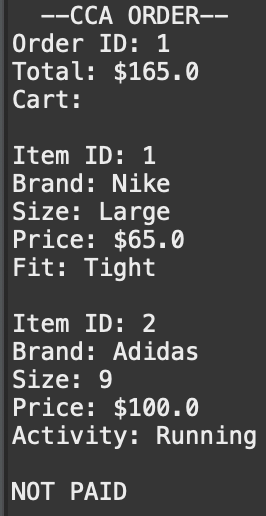 --CCA ORDER--
Order ID: 1
Total: $165.0
Cart:
Item ID: 1
Brand: Nike
Size: Large
Price: $65.0
Fit: Tight
Item ID: 2
Brand: Adidas
Size: 9
Price: $100.0
Activity: Running
NOT PAID